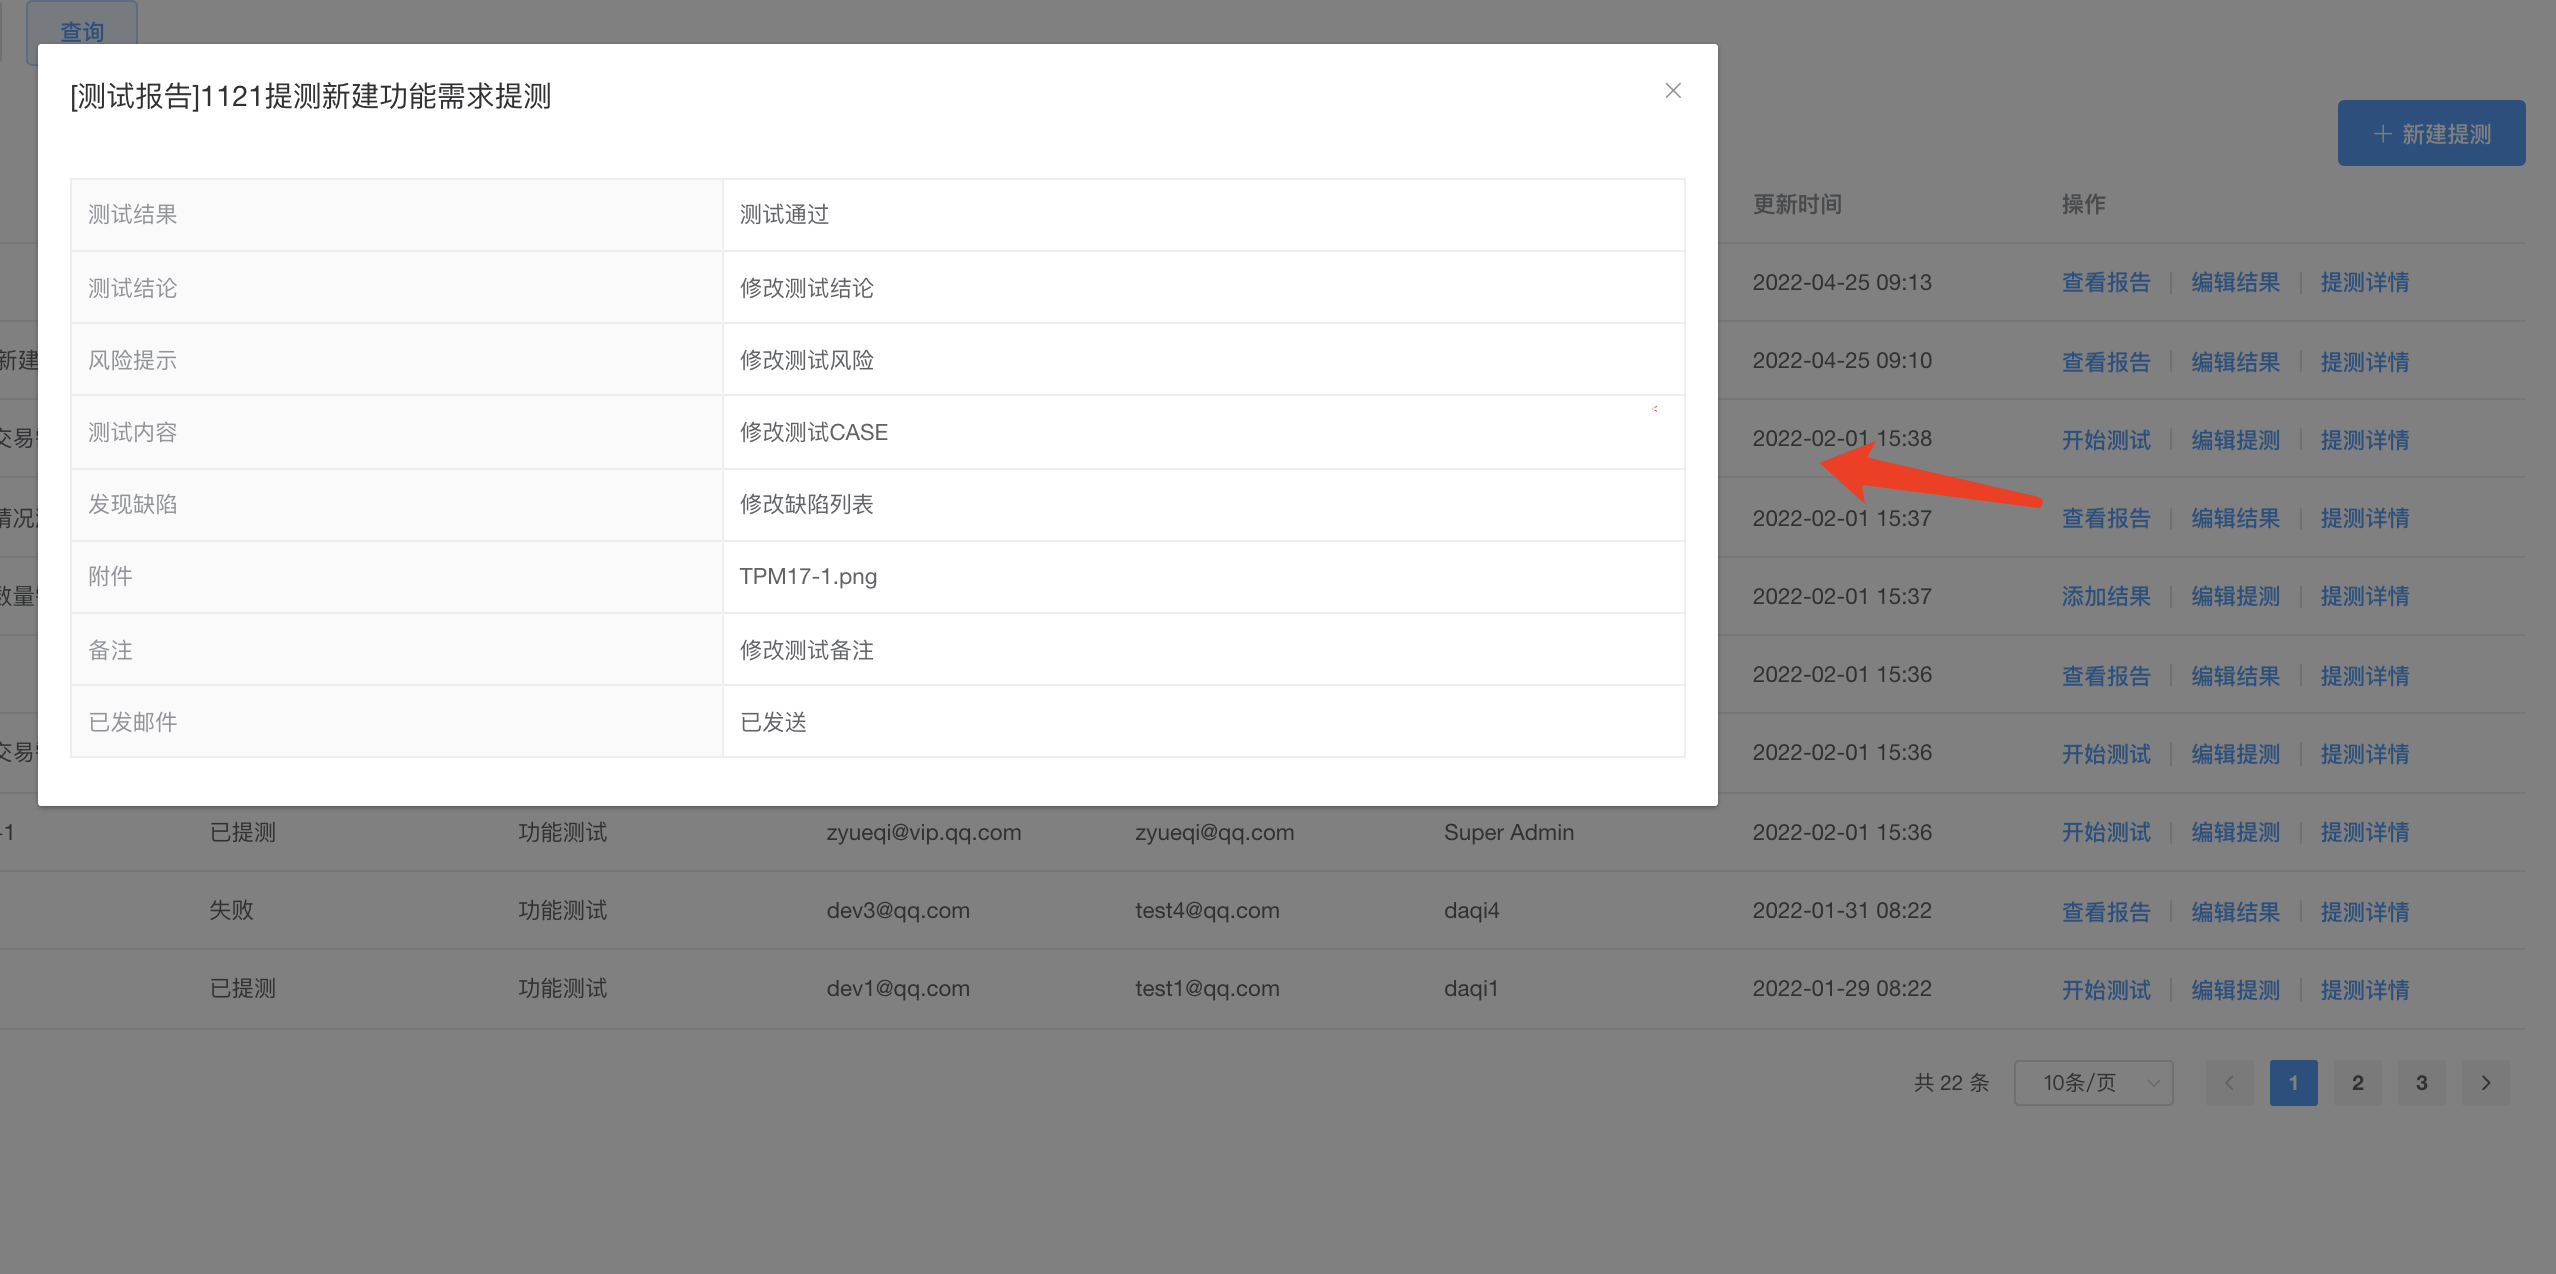 查询
[测试报告]1121提测新建功能需求提测
新建提测
测试结果 测试通过
测试结论 修改测试结论
风险提示 修改测试风险
测试内容 修改测试CASE
发现缺陷 修改缺陷列表
附件 TPM17-1.png
备注 修改测试备注
已发邮件 已发送
更新时间 操作
2022-04-25 09:13 查看报告 编辑结果 提测详情
新建 2022-04-25 09:10 查看报告 编辑结果 提测详情
交易 2022-02-01 15:38 开始测试 编辑提测 提测详情
情况 2022-02-01 15:37 查看报告 编辑结果 提测详情
数量 2022-02-01 15:37 添加结果 编辑提测 提测详情
2022-02-01 15:36 查看报告 编辑结果 提测详情
交易 2022-02-01 15:36 开始测试 编辑提测 提测详情
-1 已提测 功能测试 zyueqi@vip.qq.com zyueqi@qq.com Super Admin 2022-02-01 15:36 开始测试 编辑提测 提测详情
失败 功能测试 dev3@qq.com test4@qq.com daqi4 2022-01-31 08:22 查看报告 编辑结果 提测详情
已提测 功能测试 dev1@qq.com test1@qq.com daqi1 2022-01-29 08:22 开始测试 编辑提测 提测详情
共 22 条 10条/页 1 2 3